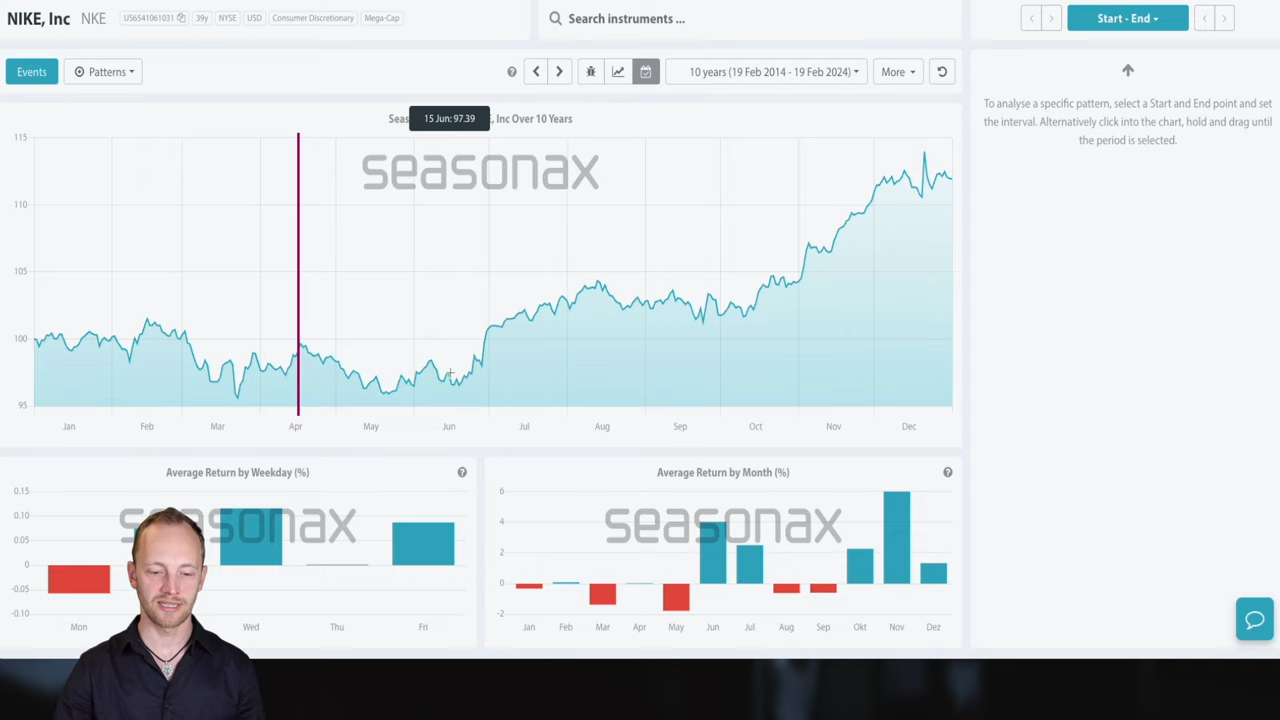 NIKE, Inc NKE US6541061031 39y NYSE USD Consumer Discretionary Mega-Cap
Search instruments ...
Start - End
Events
Patterns
10 years (19 Feb 2014 - 19 Feb 2024)
More
To analyse a specific pattern, select a Start and End point and set
the interval. Alternatively click into the chart, hold and drag until
the period is selected.
Seas
15 Jun: 97.39
E, Inc Over 10 Years
seasonax
115
110
105
100
95
Jan Feb Mar Apr May Jun Jul Aug Sep Oct Nov Dec
Average Return by Weekday (%)
seasonax
0.15
0.10
0.05
0
-0.05
-0.10
Mon Wed Thu Fri
Average Return by Month (%)
seasonax
6
4
2
0
-2
Jan Feb Mar Apr May Jun Jul Aug Sep Okt Nov Dez